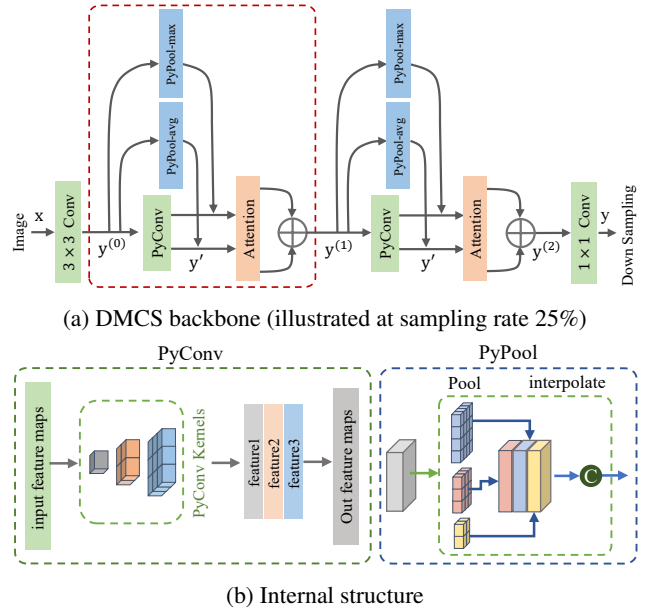 Image
x
3 × 3 Conv
y(0)
PyPool-max
PyPool-avg
PyConv
y′
Attention
y(1)
PyPool-max
PyPool-avg
PyConv
y′
Attention
y(2)
1 × 1 Conv
y
Down Sampling
(a) DMCS backbone (illustrated at sampling rate 25%)
PyConv
input feature maps
PyConv Kernels
feature1
feature2
feature3
Out feature maps
PyPool
Pool
interpolate
C
(b) Internal structure